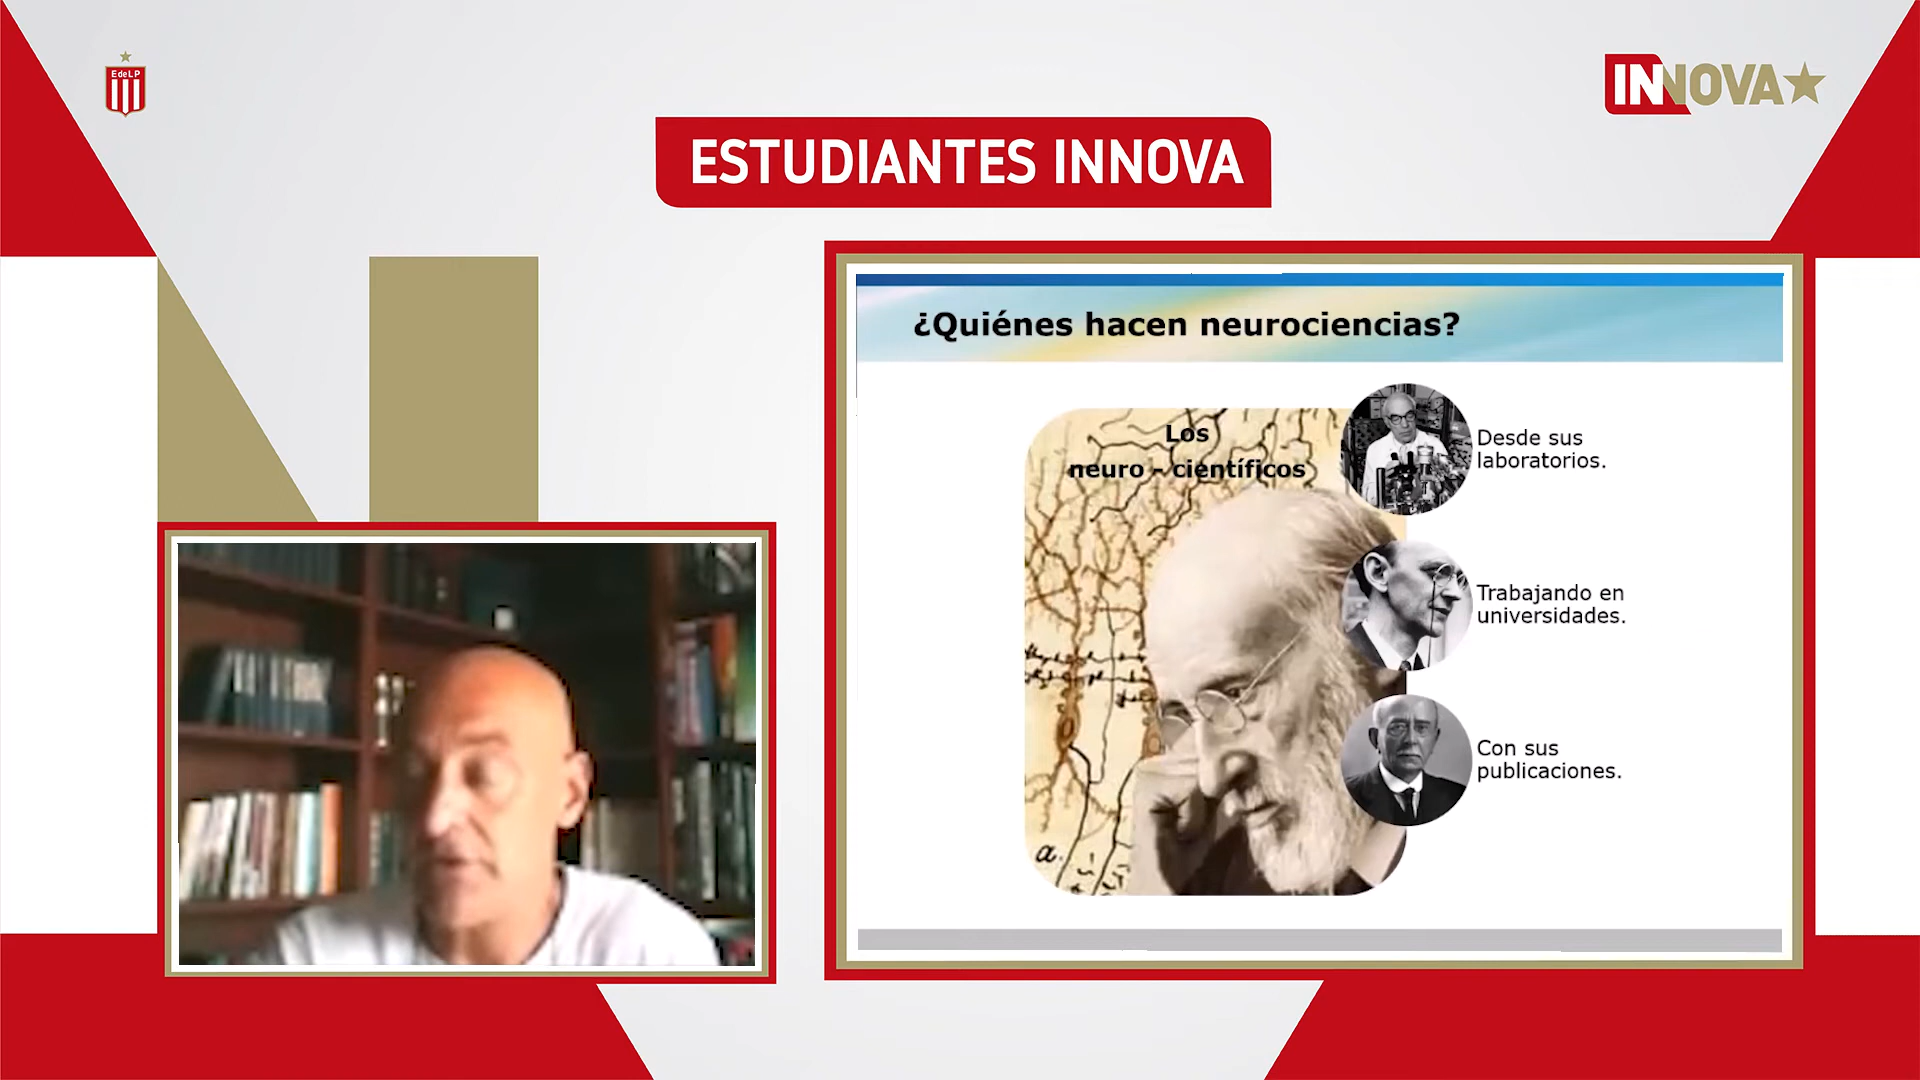 EdeLP
INNOVA
ESTUDIANTES INNOVA
¿Quiénes hacen neurociencias?
Los
neuro - científicos
Desde sus
laboratorios.
Trabajando en
universidades.
Con sus
publicaciones.
a.